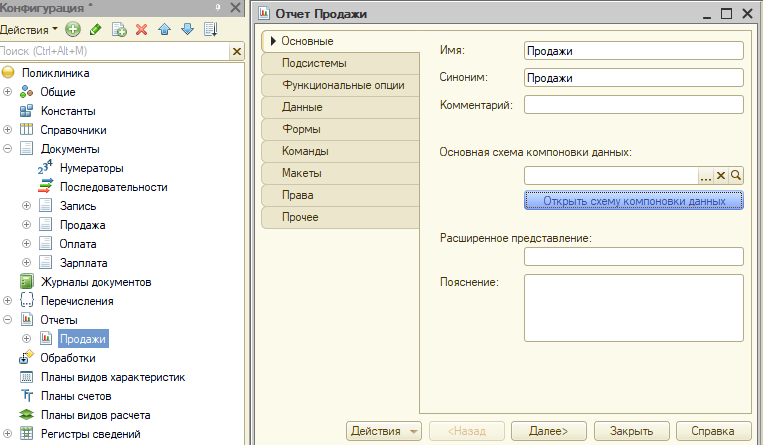 Конфигурация *
Действия
Поиск (Ctrl+Alt+M)
Поликлиника
Общие
Константы
Справочники
Документы
Нумераторы
Последовательности
Запись
Продажа
Оплата
Зарплата
Журналы документов
Перечисления
Отчеты
Продажи
Обработки
Планы видов характеристик
Планы счетов
Планы видов расчета
Регистры сведений
Отчет Продажи
Основные
Подсистемы
Функциональные опции
Данные
Формы
Команды
Макеты
Права
Прочее
Имя: Продажи
Синоним: Продажи
Комментарий:
Основная схема компоновки данных:
...
Открыть схему компоновки данных
Расширенное представление:
Пояснение:
Действия <Назад Далее> Закрыть Справка